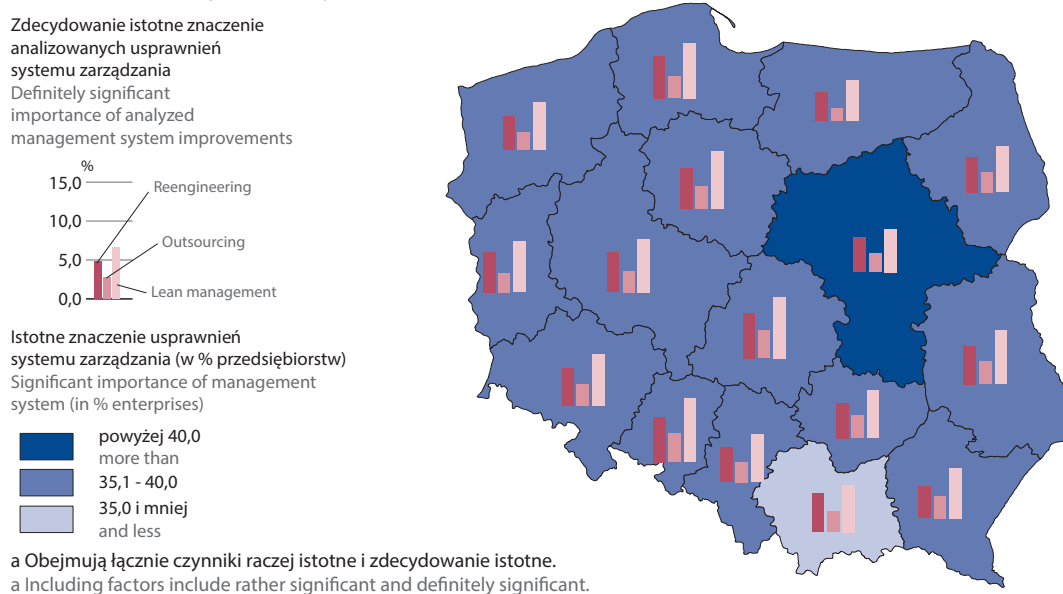 Zdecydowanie istotne znaczenie
analizowanych usprawnień
systemu zarządzania
Definitely significant
importance of analyzed
management system improvements
%
15,0
Reengineering
10,0
Outsourcing
5,0
Lean management
0,0
Istotne znaczenie usprawnień
systemu zarządzania (w % przedsiębiorstw)
Significant importance of management
system (in % enterprises)
powyżej 40,0
more than
35,1 - 40,0
35,0 i mniej
and less
a Obejmują łącznie czynniki raczej istotne i zdecydowanie istotne.
a Including factors include rather significant and definitely significant.